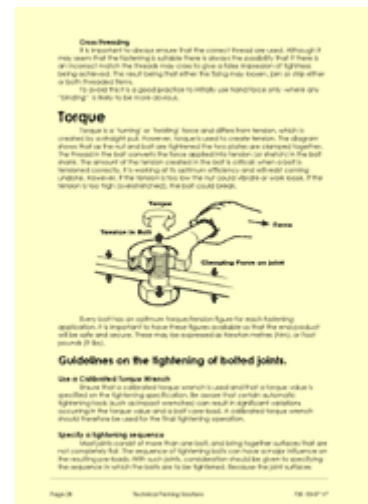 Cross threading
It is important to always ensure that the correct thread are used. Although it
may seem that the fastening is suitable there is always the possibility that if there is
an incorrect match the threads may cross to give a false impression of tightness
being achieved. The result being that either the fixing may loosen, jam or strip either
or both threaded items.
To avoid this it is good practice to initially use hand force only where any
"binding" is likely to be more obvious.
Torque
Torque is a 'turning' or 'twisting' force and differs from tension, which is
created by a straight pull. However, torque is used to create tension. The diagram
shows that as the nut and bolt are tightened the two plates are clamped together.
The thread in the bolt converts the force applied into tension (or stretch) in the bolt
shank. The amount of the tension created in the bolt is critical when a bolt is
tensioned correctly, it is working at its optimum efficiency and will resist coming
undone. However, if the tension is too low the nut could vibrate or work loose. If the
tension is too high (overstretched), the bolt could break.
Torque
Force
Tension in Bolt
Clamping Force on Joint
Every bolt has an optimum torque/tension figure for each fastening
application. It is important to have these figures available so that the end product
will be safe and secure. These may be expressed as Newton metres (Nm), or foot
pounds (ft lbs).
Guidelines on the tightening of bolted joints.
Use a Calibrated Torque Wrench
Ensure that a calibrated torque wrench is used and that a torque value is
specified on the tightening specification. Be aware that certain automatic
tightening tools (such as impact wrenches) can result in significant variations
occurring in the torque value and a bolt's pre-load. A calibrated torque wrench
should therefore be used for the final tightening operation.
Specify a tightening sequence
Most joints consist of more than one bolt, and bring together surfaces that are
not completely flat. The sequence of tightening bolts can have a major influence on
the resulting pre-loads. With such joints, consideration should be given to specifying
the sequence in which the bolts are to be tightened. Because the joint surfaces
Page 28